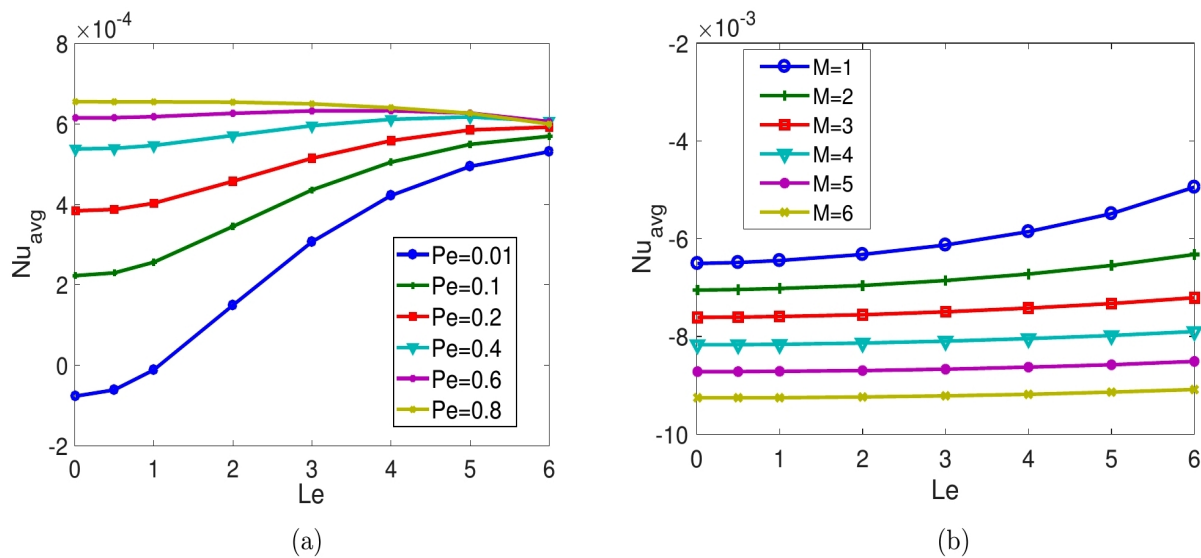 ×10⁻⁴
8
6
4
2
0
-2
Nu_avg
0 1 2 3 4 5 6
Le
Pe=0.01
Pe=0.1
Pe=0.2
Pe=0.4
Pe=0.6
Pe=0.8
(a)
×10⁻³
-2
-4
-6
-8
-10
Nu_avg
0 1 2 3 4 5 6
Le
M=1
M=2
M=3
M=4
M=5
M=6
(b)